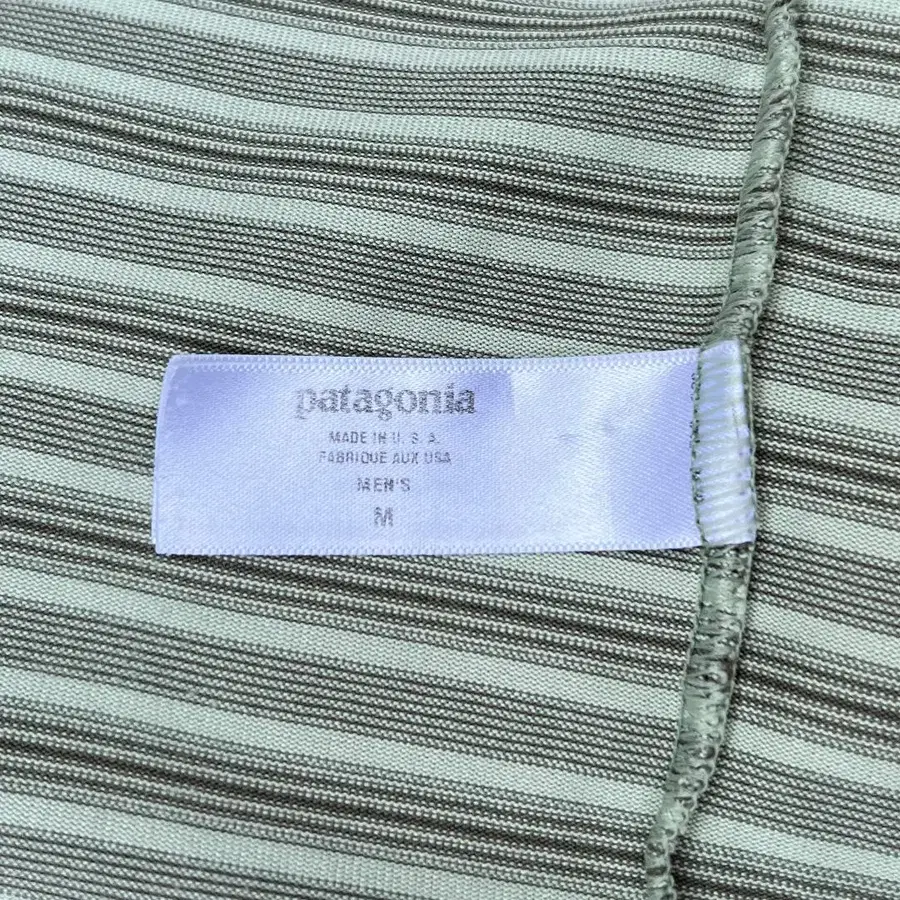 patagonia
MADE IN U. S. A.
FABRIQUE AUX USA
MEN'S
M